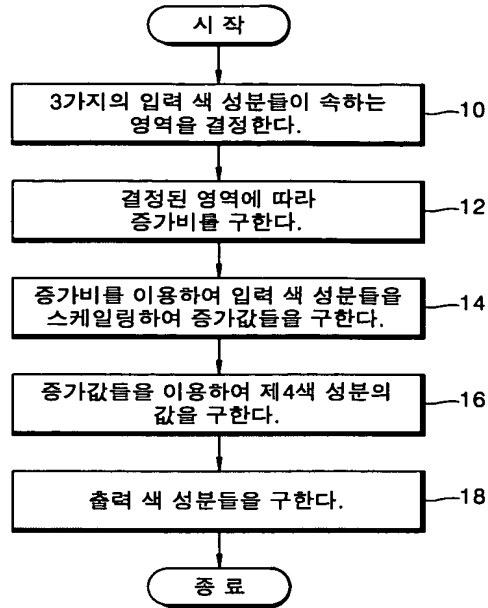 시 작
3가지의 입력 색 성분들이 속하는
영역을 결정한다.
10
결정된 영역에 따라
증가비를 구한다.
12
증가비를 이용하여 입력 색 성분들을
스케일링하여 증가값들을 구한다.
14
증가값들을 이용하여 제4색 성분의
값을 구한다.
16
출력 색 성분들을 구한다.
18
종 료